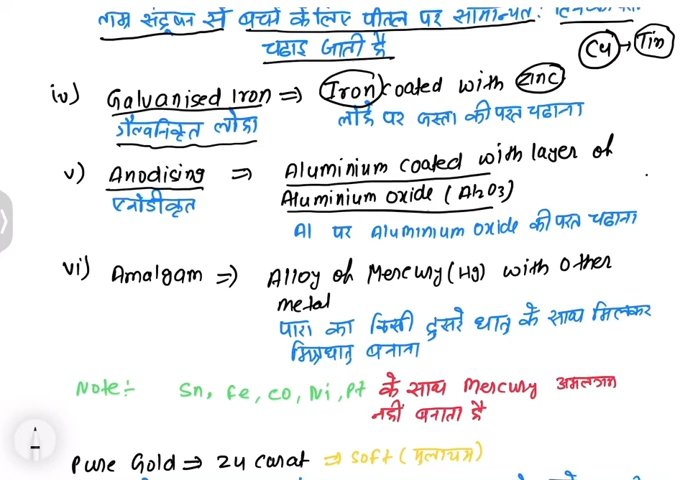 ताम्र संदूषण से बचने के लिए पीतल पर सामान्यतः
चढाइ जाती है
Cu → Tin
iv) Galvanised Iron ⇒ Iron coated with zinc
गैल्वनिकृत लोहा लोहे पर जस्ता की परत चढाना
v) Anodising ⇒ Aluminium coated with layer of
Aluminium oxide (Al2O3)
एनोडीकृत
Al पर Aluminium oxide की परत चढाना
vi) Amalgam ⇒ Alloy of Mercury (Hg) with other
metal
पारा का किसी दुसरे धातु के साथ मिलकर
मिश्रधातु बनाना
Note:- Sn, Fe, CO, Ni, Pt के साथ Mercury अमलगम
नहीं बनाता है
Pure Gold ⇒ 24 carat ⇒ Soft (मुलायम)